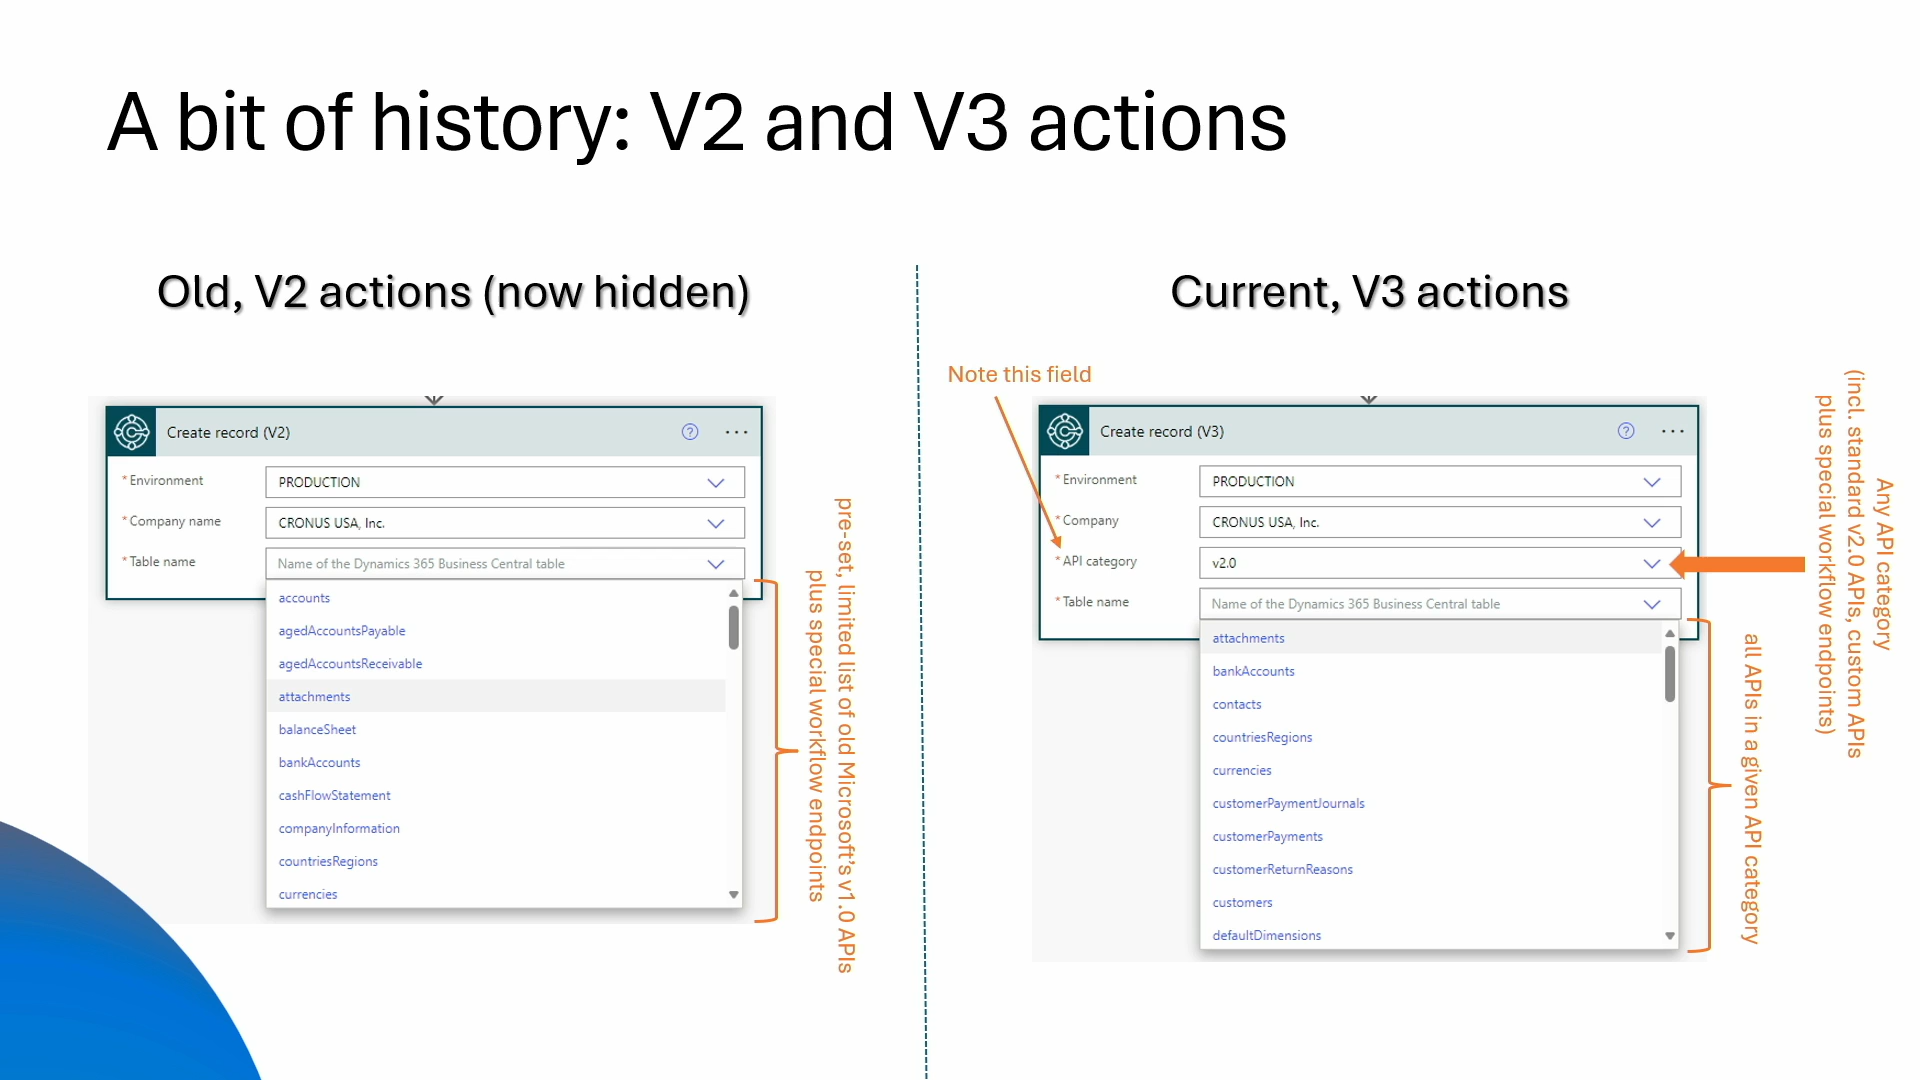 A bit of history: V2 and V3 actions
Old, V2 actions (now hidden)
Create record (V2)
?
* Environment
PRODUCTION
* Company name
CRONUS USA, Inc.
* Table name
Name of the Dynamics 365 Business Central table
accounts
agedAccountsPayable
agedAccountsReceivable
attachments
balanceSheet
bankAccounts
cashFlowStatement
companyInformation
countriesRegions
currencies
pre-set, limited list of old Microsoft's v1.0 APIs
plus special workflow endpoints
Current, V3 actions
Note this field
Create record (V3)
?
* Environment
PRODUCTION
* Company
CRONUS USA, Inc.
* API category
v2.0
* Table name
Name of the Dynamics 365 Business Central table
attachments
bankAccounts
contacts
countriesRegions
currencies
customerPaymentJournals
customerPayments
customerReturnReasons
customers
defaultDimensions
all APIs in a given API category
Any API category
(incl. standard v2.0 APIs, custom APIs
plus special workflow endpoints)